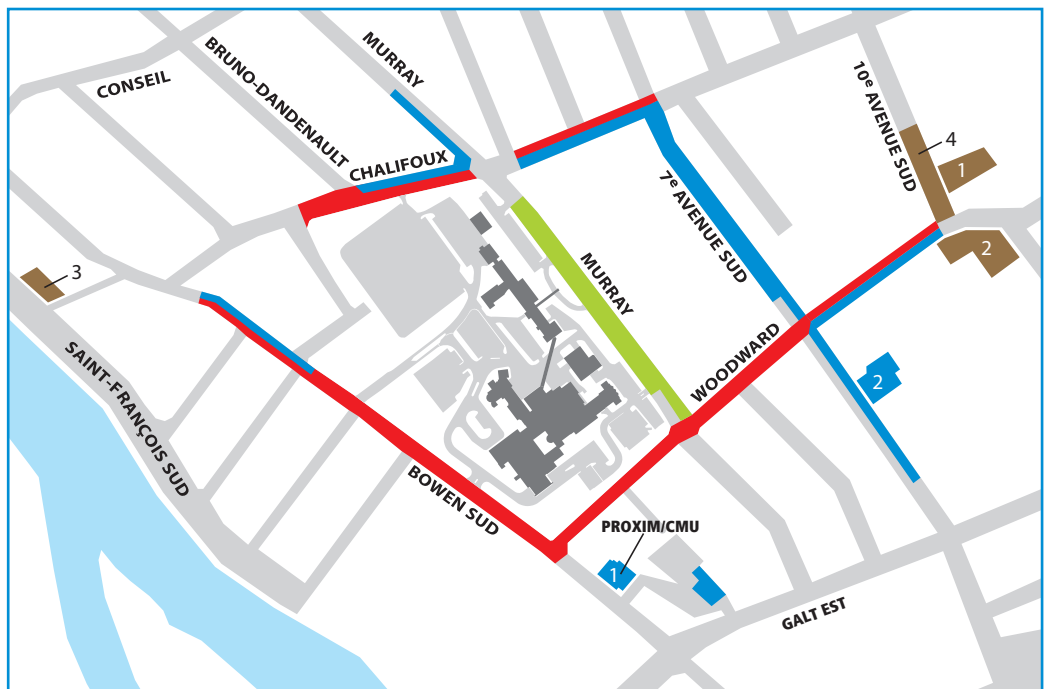 MURRAY
BRUNO-DANDENAULT
CONSEIL
10e AVENUE SUD
4
1
CHALIFOUX
7e AVENUE SUD
2
3
MURRAY
WOODWARD
SAINT-FRANÇOIS SUD
2
BOWEN SUD
PROXIM/CMU
1
GALT EST